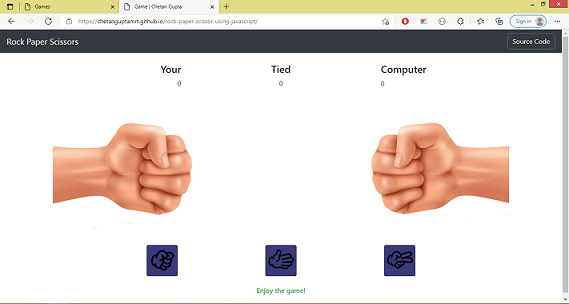 Games
Game | Chetan Gupta
https://chetanguptamrt.github.io/rock-paper-scissor-using-javascript/
Sign in
Rock Paper Scissors
Source Code
Your
Tied
Computer
0
0
0
Enjoy the game!